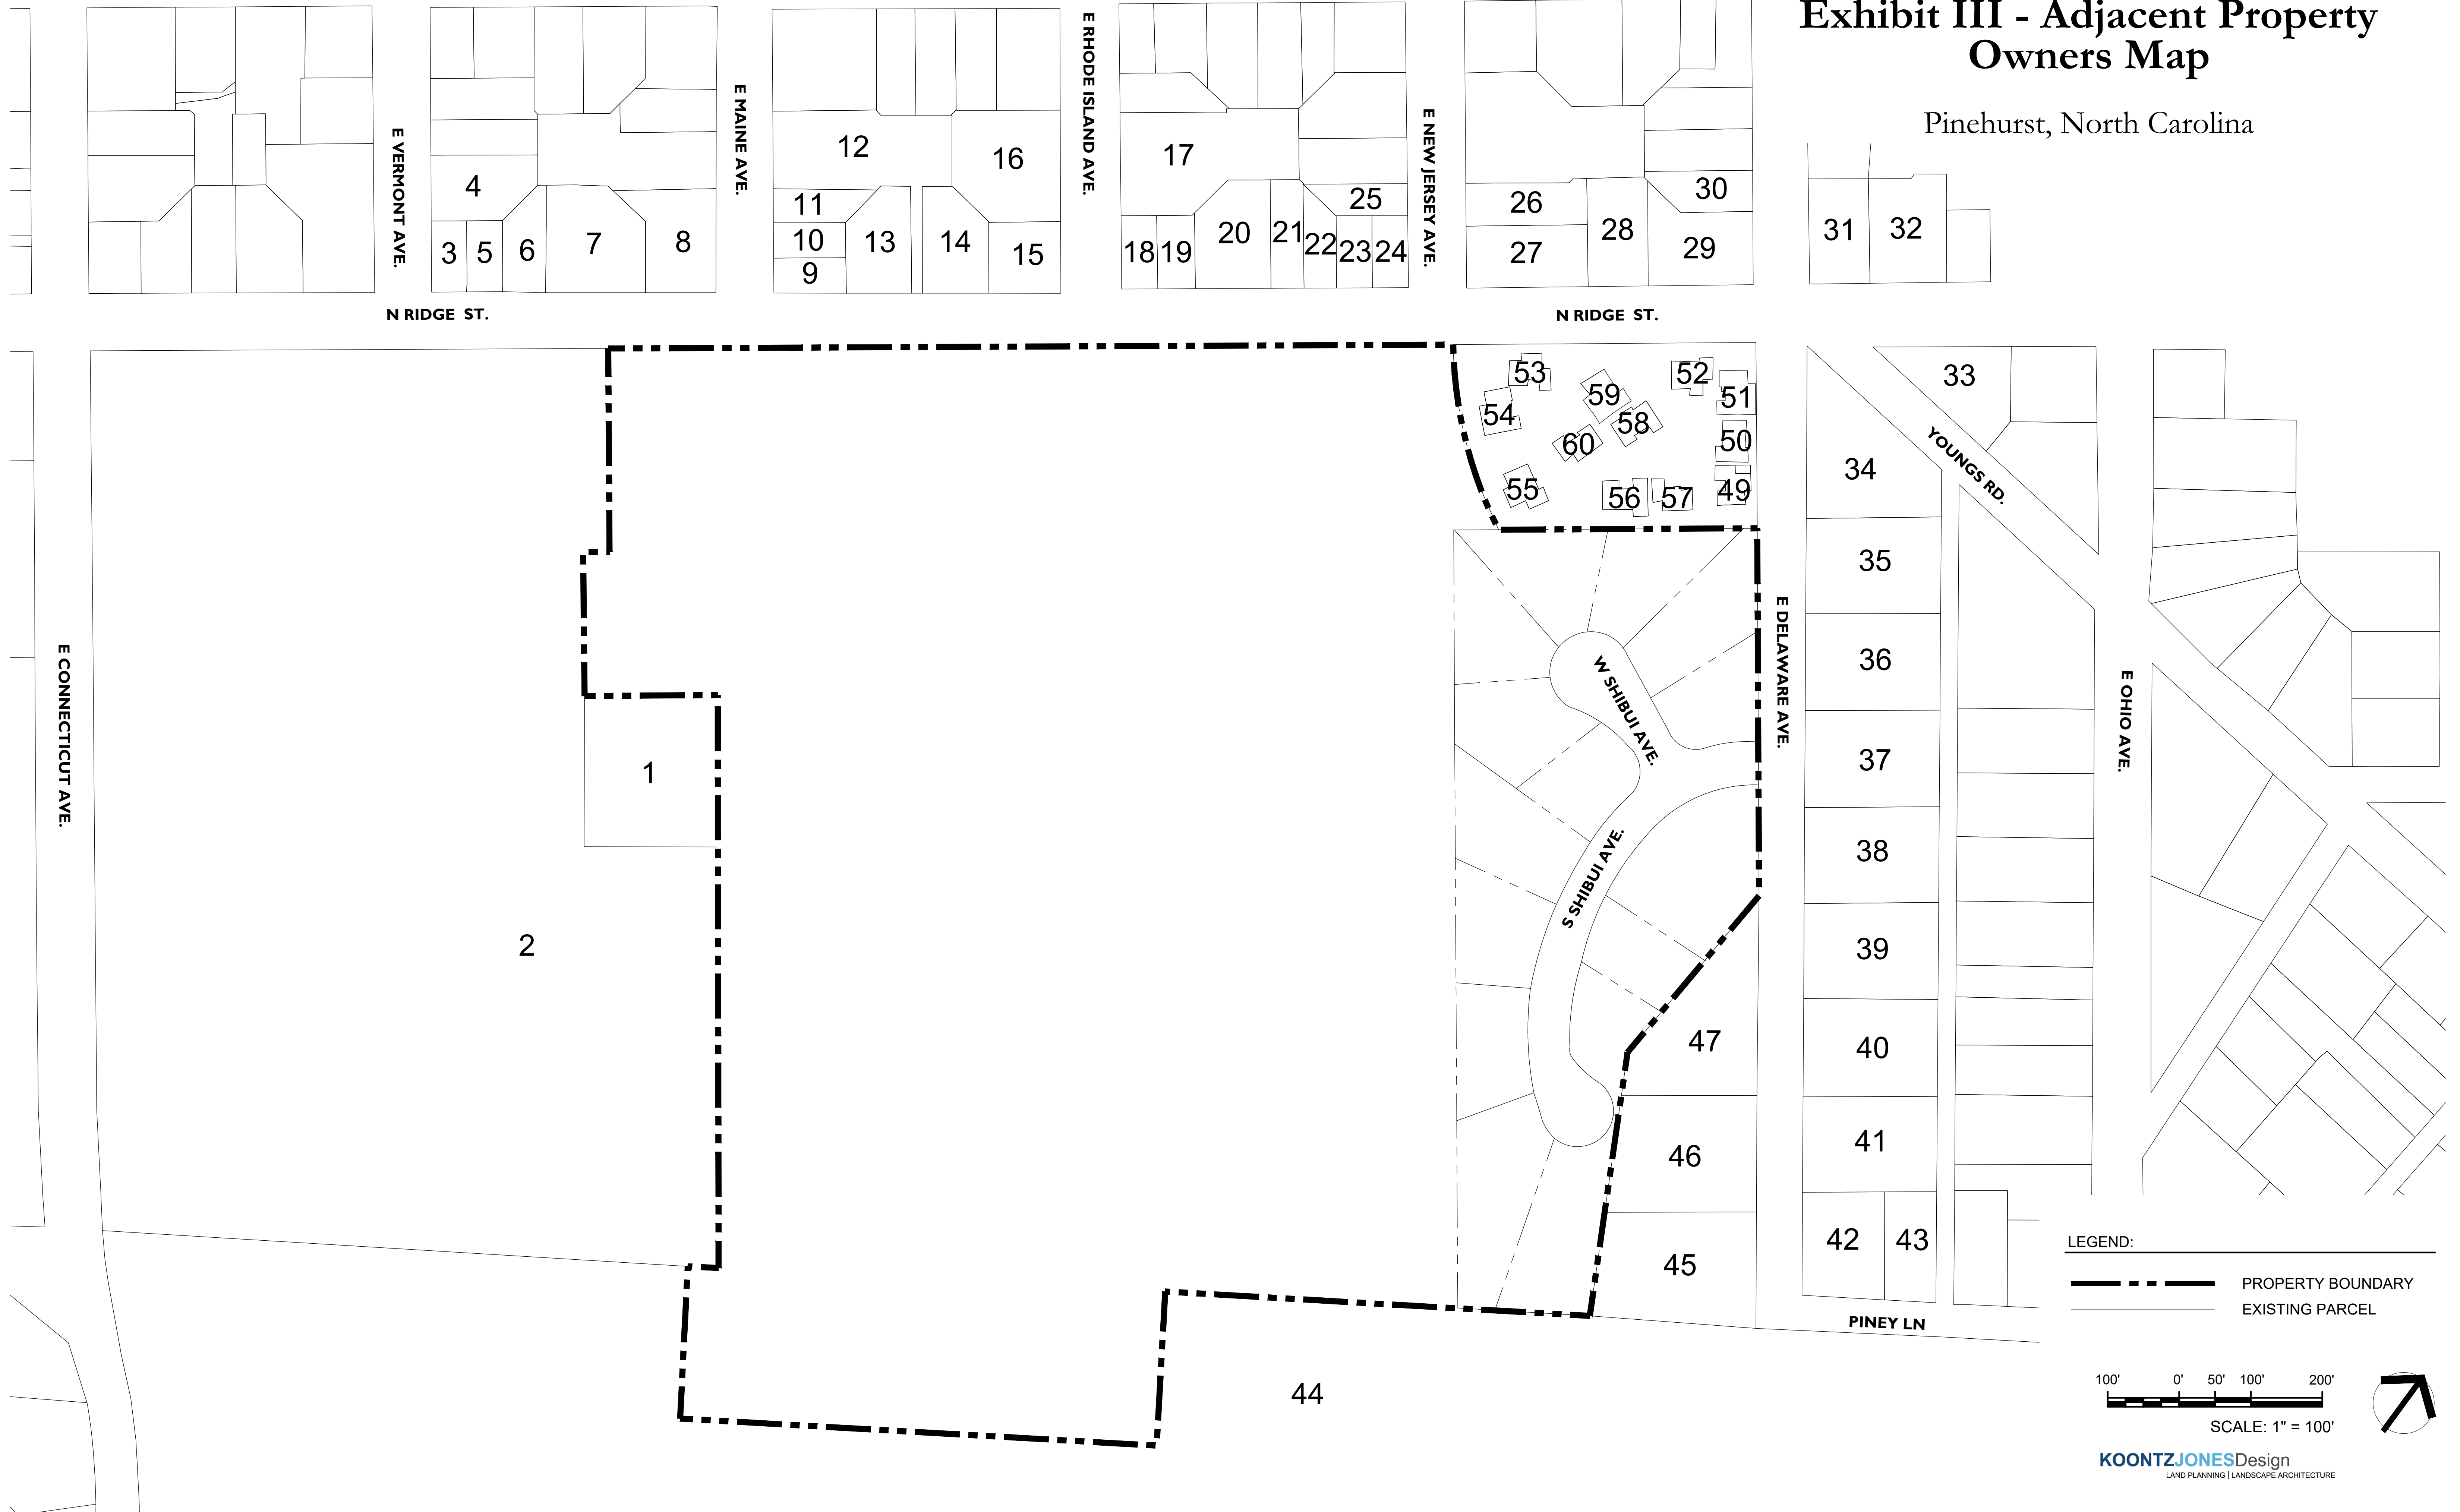 Exhibit III - Adjacent Property
Owners Map
Pinehurst, North Carolina
E VERMONT AVE.
E MAINE AVE.
E RHODE ISLAND AVE.
E NEW JERSEY AVE.
4
12
16
11
10
9
13
14
15
3
5
6
7
8
17
18
19
20
21
22
23
24
25
26
27
28
29
30
31
32
N RIDGE ST.
N RIDGE ST.
53
54
59
58
60
55
56
57
52
51
50
49
33
34
YOUNGS RD.
35
36
37
38
39
40
41
42
43
E CONNECTICUT AVE.
1
2
W SHIBUI AVE.
S SHIBUI AVE.
E DELAWARE AVE.
E OHIO AVE.
47
46
45
44
PINEY LN
LEGEND:
PROPERTY BOUNDARY
EXISTING PARCEL
100' 0' 50' 100' 200'
SCALE: 1" = 100'
KOONTZJONESDesign
LAND PLANNING | LANDSCAPE ARCHITECTURE